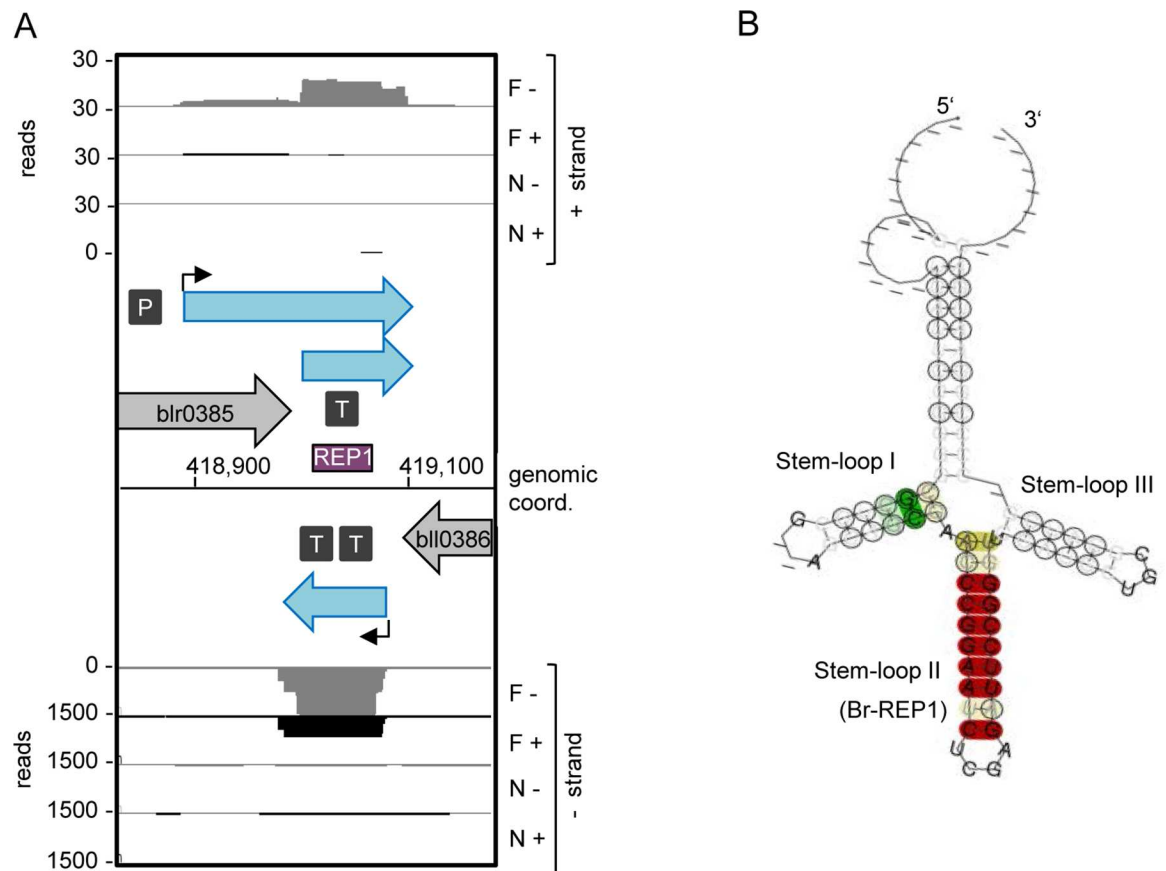 A
30
F -
30
F +
30
N -
30
N +
0
reads
+ strand
P
blr0385
T
REP1
418,900
419,100
genomic
coord.
T T
bll0386
0
F -
1500
F +
1500
N -
1500
N +
1500
reads
- strand
B
5‘
3‘
Stem-loop I
Stem-loop III
Stem-loop II
(Br-REP1)